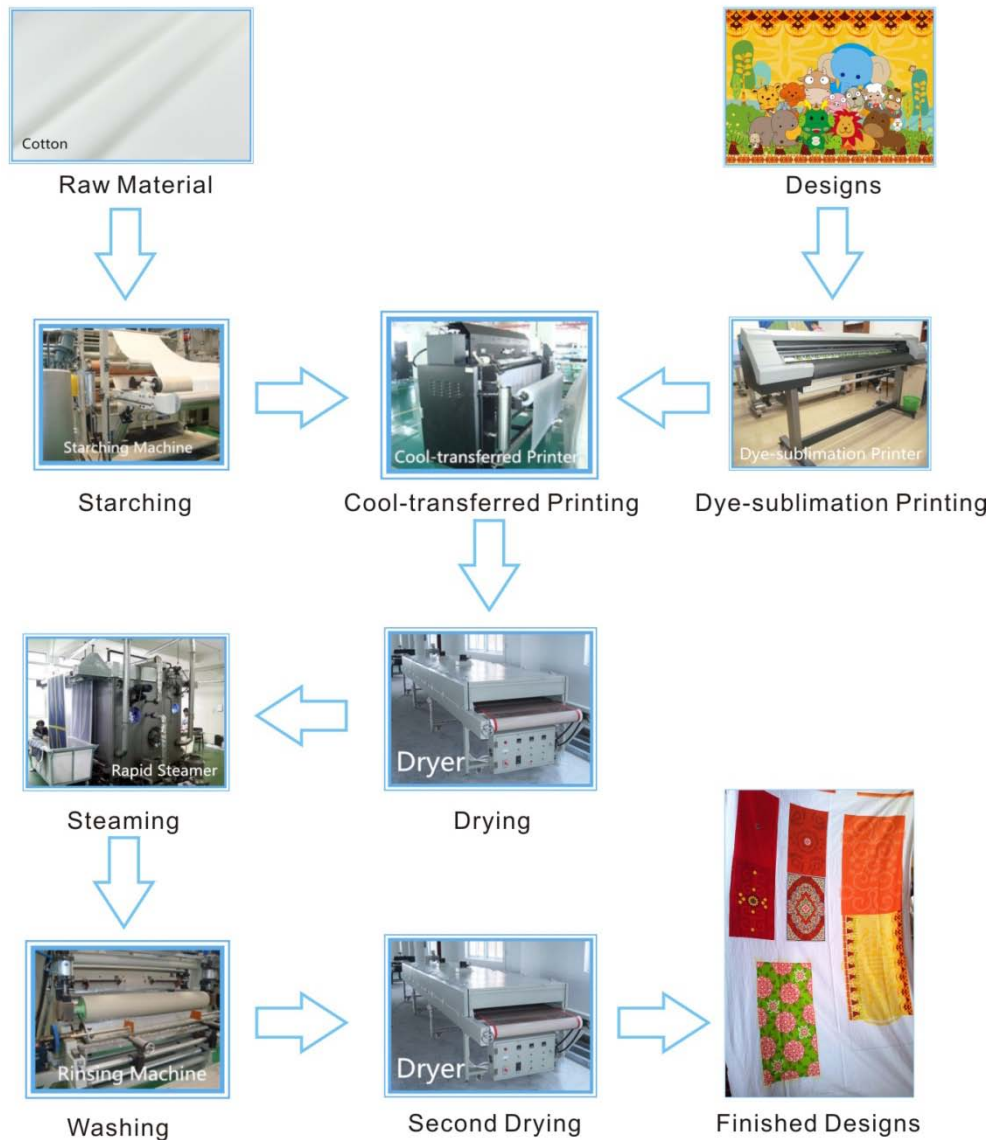 Cotton
Raw Material
Designs
Starching Machine
Cool-transferred Printer
Dye-sublimation Printer
Starching
Cool-transferred Printing
Dye-sublimation Printing
Rapid Steamer
Dryer
Steaming
Drying
Rinsing Machine
Dryer
Washing
Second Drying
Finished Designs